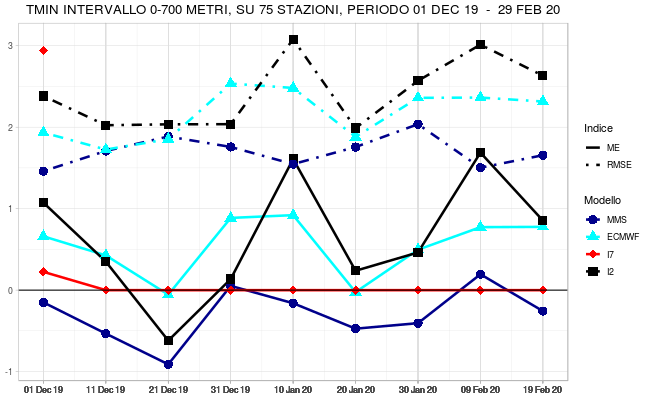 TMIN INTERVALLO 0-700 METRI, SU 75 STAZIONI, PERIODO 01 DEC 19 - 29 FEB 20
3
2
1
0
-1
01 Dec 19 11 Dec 19 21 Dec 19 31 Dec 19 10 Jan 20 20 Jan 20 30 Jan 20 09 Feb 20 19 Feb 20
Indice
ME
RMSE
Modello
MMS
ECMWF
I7
I2